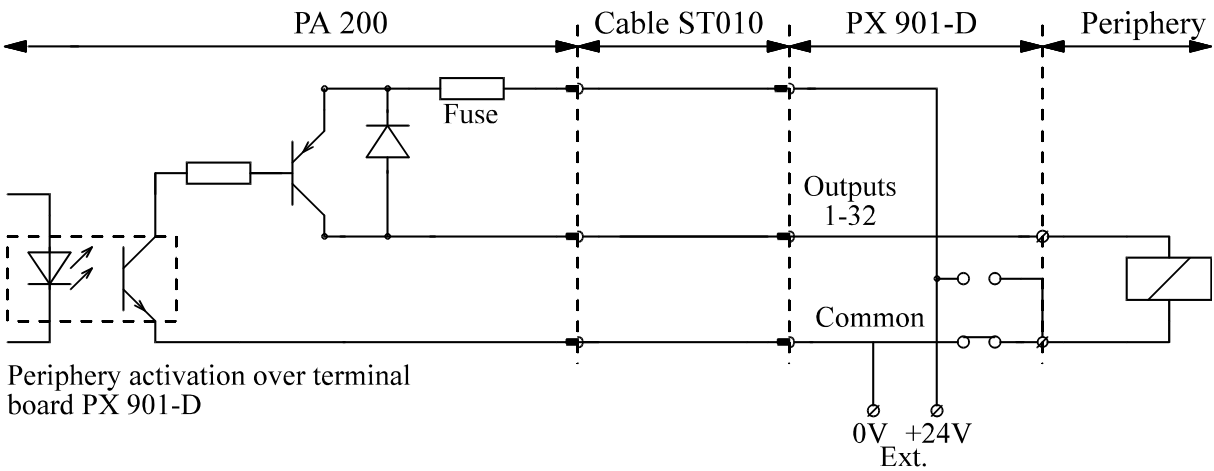 PA 200
Cable ST010
PX 901-D
Periphery
Fuse
Outputs
1-32
Common
Periphery activation over terminal
board PX 901-D
0V +24V
Ext.